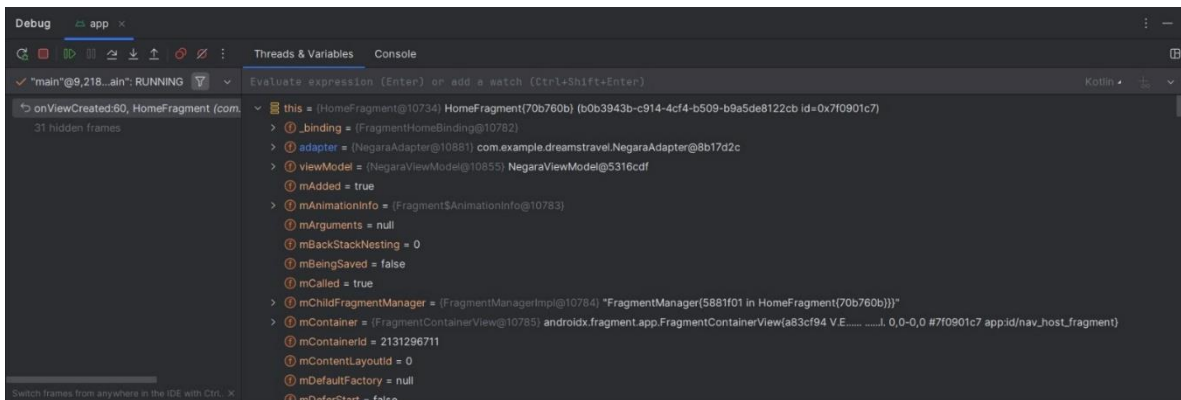 Debug app
Threads & Variables Console
"main"@9,218...ain": RUNNING
Evaluate expression (Enter) or add a watch (Ctrl+Shift+Enter) Kotlin
onViewCreated:60, HomeFragment (com.
31 hidden frames
this = {HomeFragment@10734} HomeFragment{70b760b} (b0b3943b-c914-4cf4-b509-b9a5de8122cb id=0x7f0901c7)
_binding = {FragmentHomeBinding@10782}
adapter = {NegaraAdapter@10881} com.example.dreamstravel.NegaraAdapter@8b17d2c
viewModel = {NegaraViewModel@10855} NegaraViewModel@5316cdf
mAdded = true
mAnimationInfo = {Fragment$AnimationInfo@10783}
mArguments = null
mBackStackNesting = 0
mBeingSaved = false
mCalled = true
mChildFragmentManager = {FragmentManagerImpl@10784} "FragmentManager{5881f01 in HomeFragment{70b760b}}}"
mContainer = {FragmentContainerView@10785} androidx.fragment.app.FragmentContainerView{a83cf94 V.E...... ......I. 0,0-0,0 #7f0901c7 app:id/nav_host_fragment}
mContainerId = 2131296711
mContentLayoutId = 0
mDefaultFactory = null
mDeferStart = false
Switch frames from anywhere in the IDE with Ctrl..